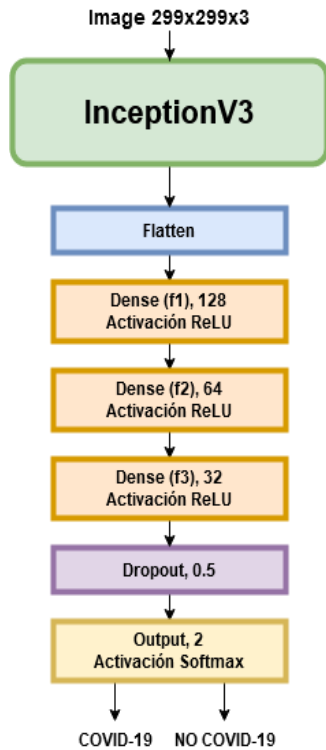 Image 299x299x3
InceptionV3
Flatten
Dense (f1), 128
Activación ReLU
Dense (f2), 64
Activación ReLU
Dense (f3), 32
Activación ReLU
Dropout, 0.5
Output, 2
Activación Softmax
COVID-19 NO COVID-19